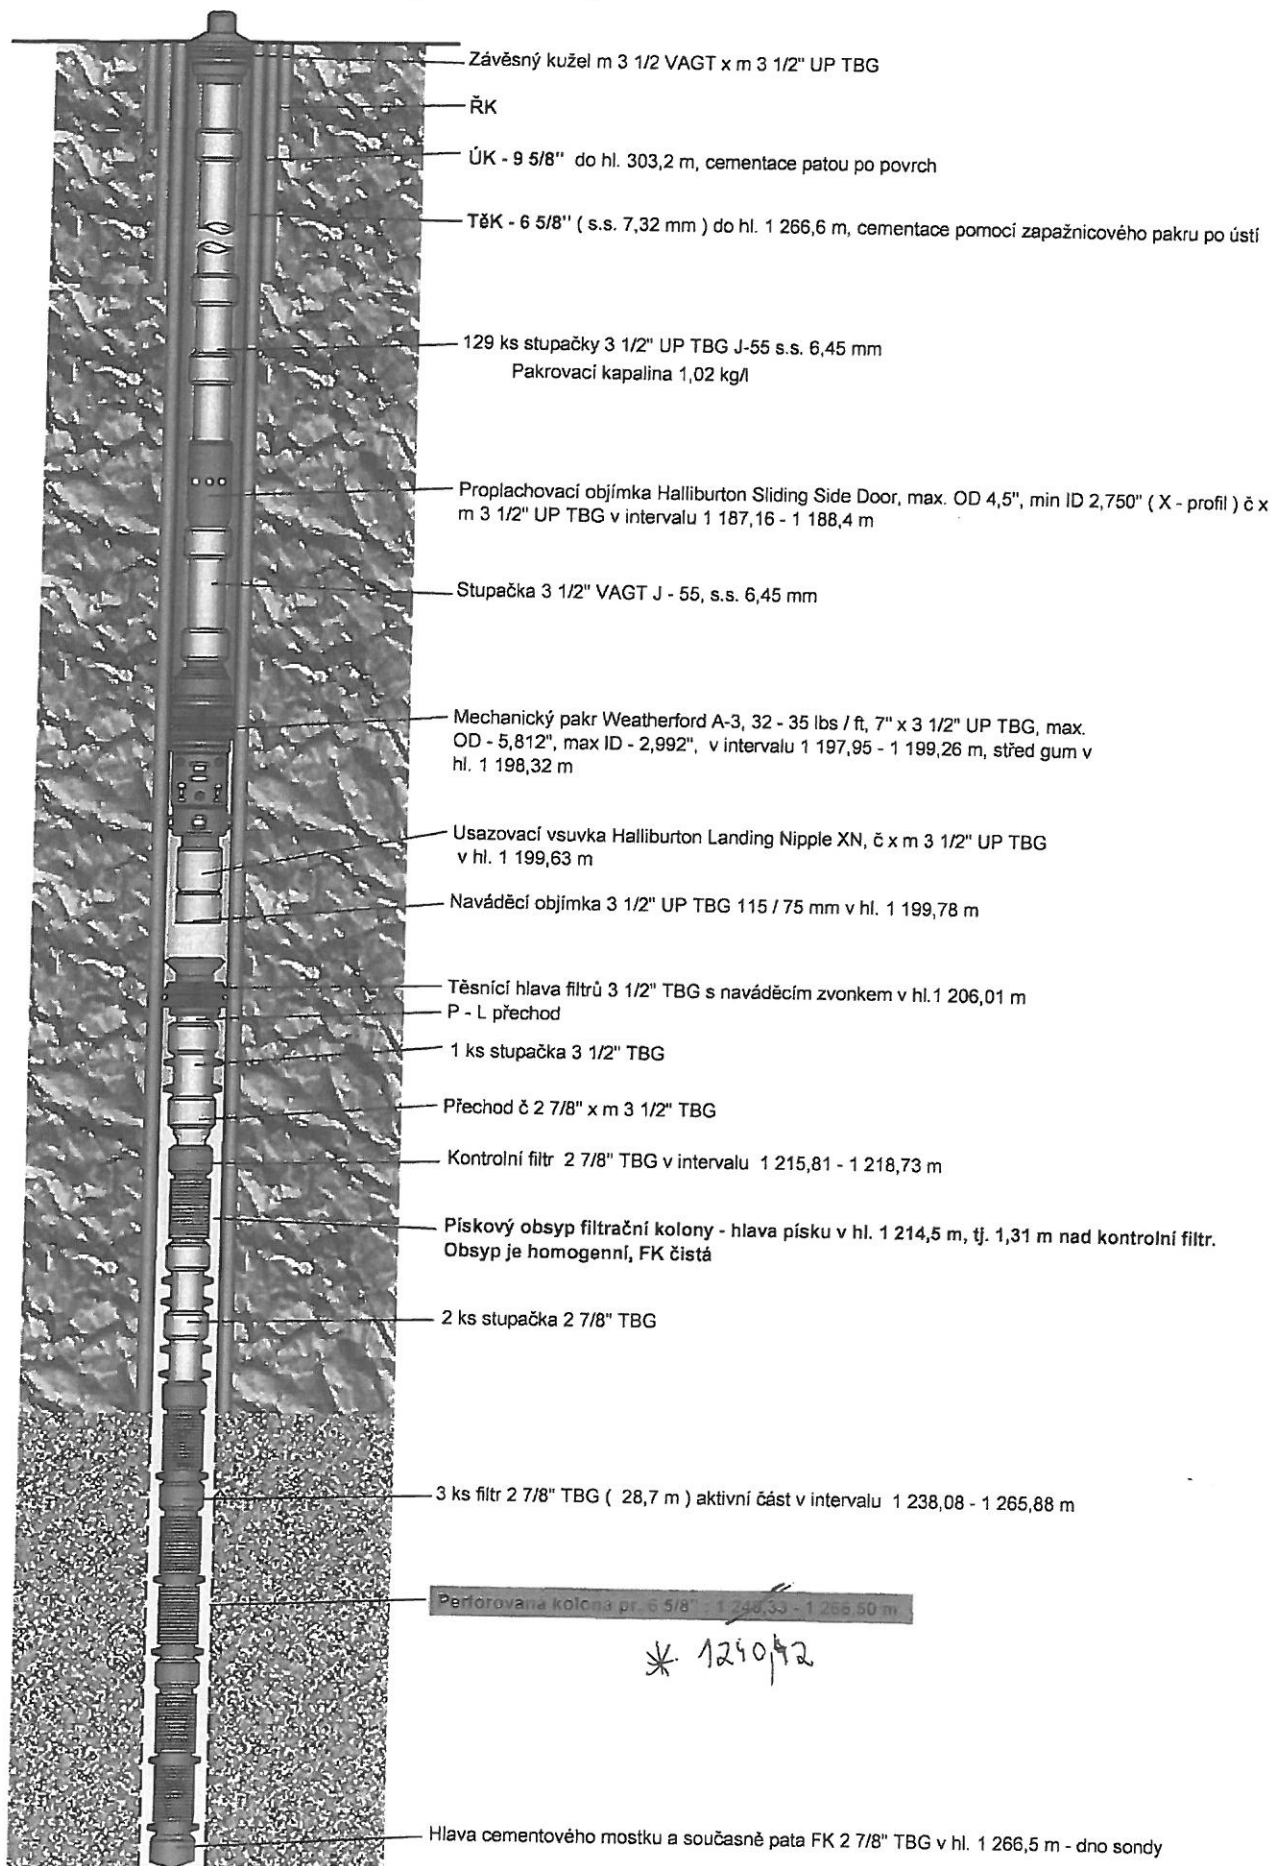 Závěsný kužel m 3 1/2 VAGT x m 3 1/2" UP TBG
ŘK
ÚK - 9 5/8" do hl. 303,2 m, cementace patou po povrch
TěK - 6 5/8" ( s.s. 7,32 mm ) do hl. 1 266,6 m, cementace pomocí zapažnicového pakru po ústí
129 ks stupačky 3 1/2" UP TBG J-55 s.s. 6,45 mm
Pakrovací kapalina 1,02 kg/l
Proplachovací objímka Halliburton Sliding Side Door, max. OD 4,5", min ID 2,750" ( X - profil ) č x
m 3 1/2" UP TBG v intervalu 1 187,16 - 1 188,4 m
Stupačka 3 1/2" VAGT J - 55, s.s. 6,45 mm
Mechanický pakr Weatherford A-3, 32 - 35 lbs / ft, 7" x 3 1/2" UP TBG, max.
OD - 5,812", max ID - 2,992", v intervalu 1 197,95 - 1 199,26 m, střed gum v
hl. 1 198,32 m
Usazovací vsuvka Halliburton Landing Nipple XN, č x m 3 1/2" UP TBG
v hl. 1 199,63 m
Naváděcí objímka 3 1/2" UP TBG 115 / 75 mm v hl. 1 199,78 m
Těsnící hlava filtrů 3 1/2" TBG s naváděcím zvonkem v hl.1 206,01 m
P - L přechod
1 ks stupačka 3 1/2" TBG
Přechod č 2 7/8" x m 3 1/2" TBG
Kontrolní filtr 2 7/8" TBG v intervalu 1 215,81 - 1 218,73 m
Pískový obsyp filtrační kolony - hlava písku v hl. 1 214,5 m, tj. 1,31 m nad kontrolní filtr.
Obsyp je homogenní, FK čistá
2 ks stupačka 2 7/8" TBG
3 ks filtr 2 7/8" TBG ( 28,7 m ) aktivní část v intervalu 1 238,08 - 1 265,88 m
Perforovaná kolona pr. 6 5/8" : 1 - 1 266,50 m
* 1240,42
Hlava cementového mostku a současně pata FK 2 7/8" TBG v hl. 1 266,5 m - dno sondy